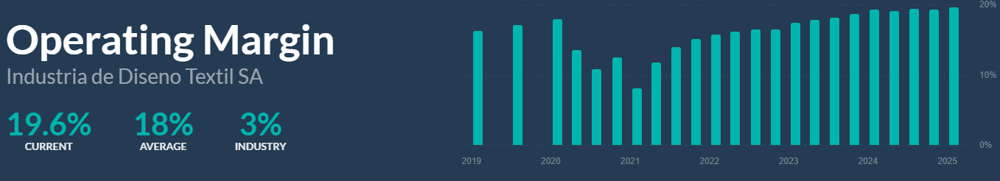 Operating Margin
Industria de Diseno Textil SA
19.6% 18% 3%
CURRENT AVERAGE INDUSTRY
20%
10%
0%
2019 2020 2021 2022 2023 2024 2025